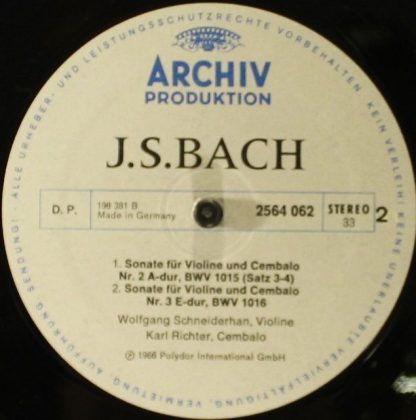 ALLE URHEBER- UND LEISTUNGSSCHUTZRECHTE VORBEHALTEN. KEIN VERLEIH! KEINE UNERLAUBTE VERVIELFÄLTIGUNG, VERMIETUNG, AUFFÜHRUNG, SENDUNG!
ARCHIV
PRODUKTION
J.S.BACH
D. P.
198 381 B
Made in Germany
2564 062
STEREO
33
2
1. Sonate für Violine und Cembalo
Nr. 2 A-dur, BWV 1015 (Satz 3-4)
2. Sonate für Violine und Cembalo
Nr. 3 E-dur, BWV 1016
Wolfgang Schneiderhan, Violine
Karl Richter, Cembalo
℗ 1966 Polydor International GmbH